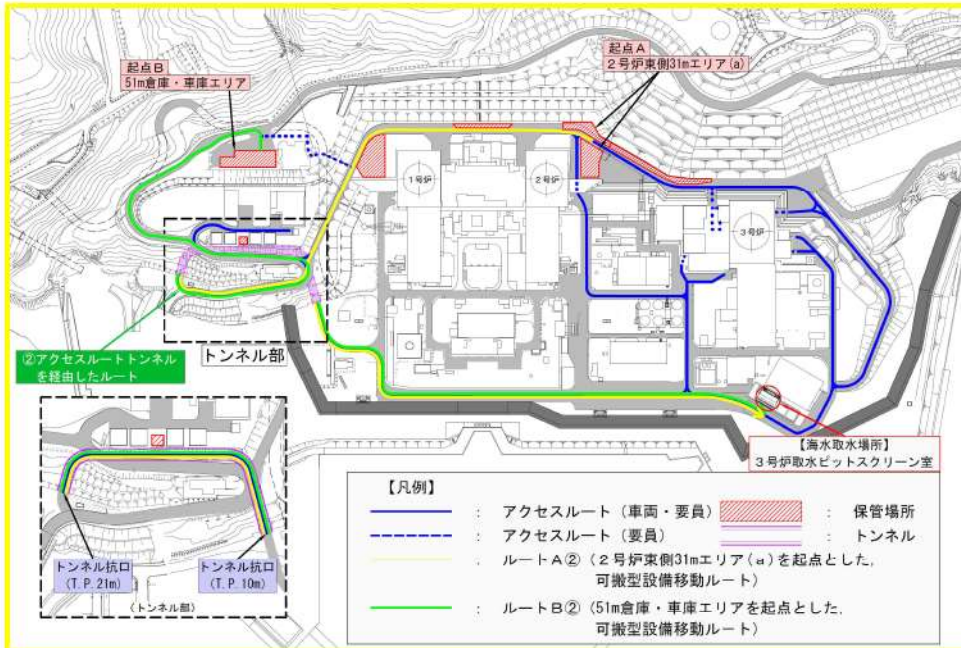 起点A
2号炉東側31mエリア(a)
起点B
51m倉庫・車庫エリア
1号炉
2号炉
3号炉
②アクセスルートトンネル
を経由したルート
トンネル部
【海水取水場所】
3号炉取水ピットスクリーン室
トンネル抗口
(T.P.21m)
トンネル抗口
(T.P.10m)
(トンネル部)
【凡例】
: アクセスルート(車両・要員)
: 保管場所
: アクセスルート(要員)
: トンネル
: ルートA②(2号炉東側31mエリア(a)を起点とした,
可搬型設備移動ルート)
: ルートB②(51m倉庫・車庫エリアを起点とした,
可搬型設備移動ルート)